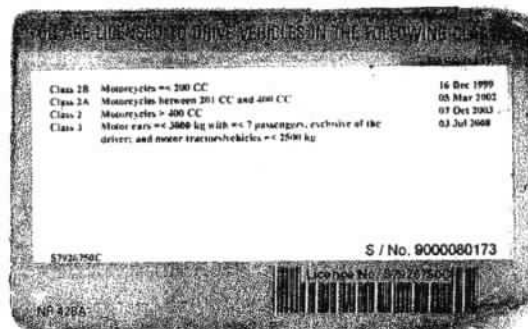 YOU ARE LICENSED TO DRIVE VEHICLES IN THE FOLLOWING
Class 2B Motorcycles =< 200 CC 16 Dec 1999
Class 2A Motorcycles between 201 CC and 400 CC 05 Mar 2002
Class 2 Motorcycles > 400 CC 07 Oct 2003
Class 3 Motor cars =< 3000 kg with =< 7 passengers, exclusive of the 03 Jul 2008
driver; and motor tractors/vehicles =< 2500 kg
S7926750C
S / No. 9000080173
Licence No: S7926750C
NP 428A